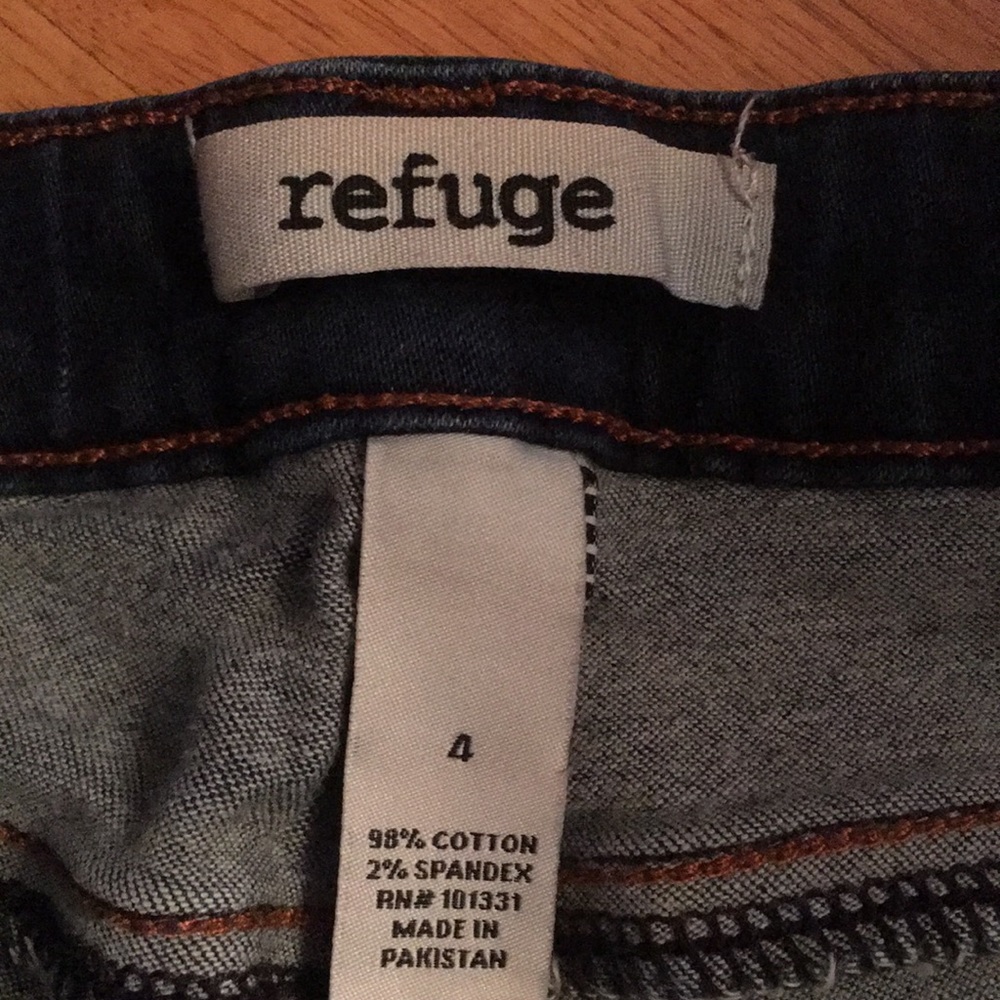 refuge
4
98% COTTON
2% SPANDEX
RN# 101331
MADE IN
PAKISTAN